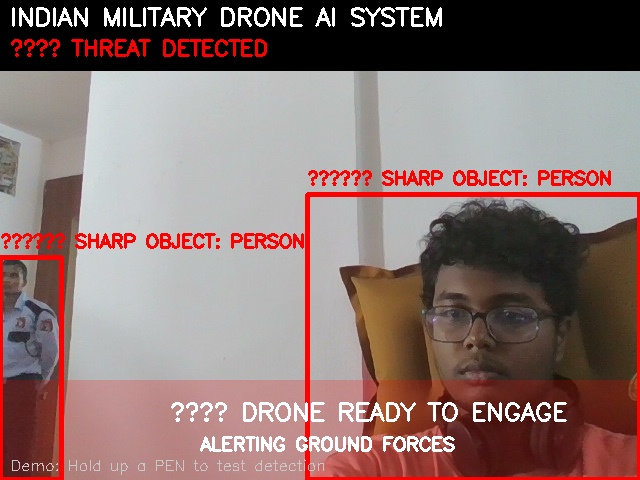 INDIAN MILITARY DRONE AI SYSTEM
???? THREAT DETECTED
?????? SHARP OBJECT: PERSON
?????? SHARP OBJECT: PERSON
???? DRONE READY TO ENGAGE
ALERTING GROUND FORCES
Demo: Hold up a PEN to test detection